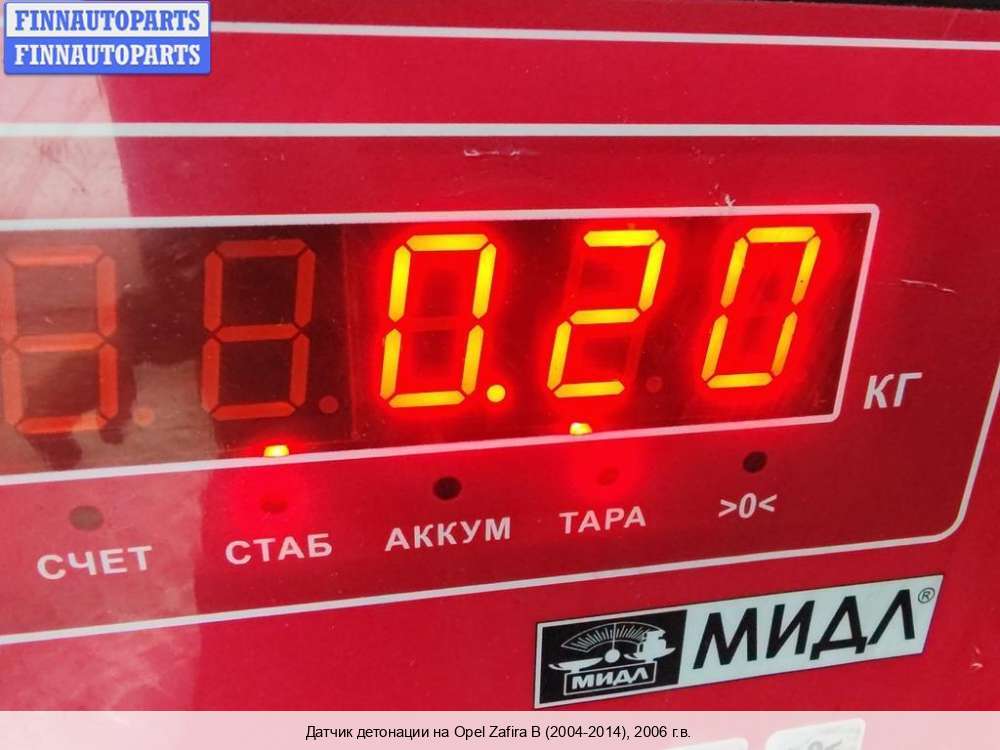 FINNAUTOPARTS
FINNAUTOPARTS
0.20
КГ
СЧЕТ СТАБ АККУМ ТАРА >0<
МИДЛ МИДЛ®
Датчик детонации на Opel Zafira B (2004-2014), 2006 г.в.